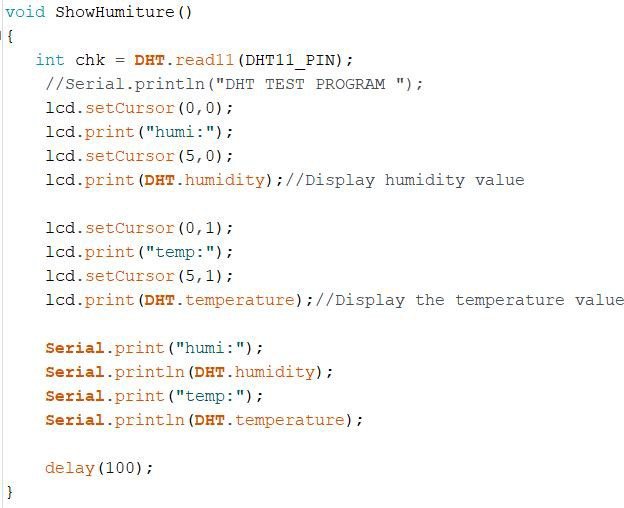 void ShowHumiture()
{
int chk = DHT.read11(DHT11_PIN);
//Serial.println("DHT TEST PROGRAM ");
lcd.setCursor(0,0);
lcd.print("humi:");
lcd.setCursor(5,0);
lcd.print(DHT.humidity);//Display humidity value
lcd.setCursor(0,1);
lcd.print("temp:");
lcd.setCursor(5,1);
lcd.print(DHT.temperature);//Display the temperature value
Serial.print("humi:");
Serial.println(DHT.humidity);
Serial.print("temp:");
Serial.println(DHT.temperature);
delay(100);
}